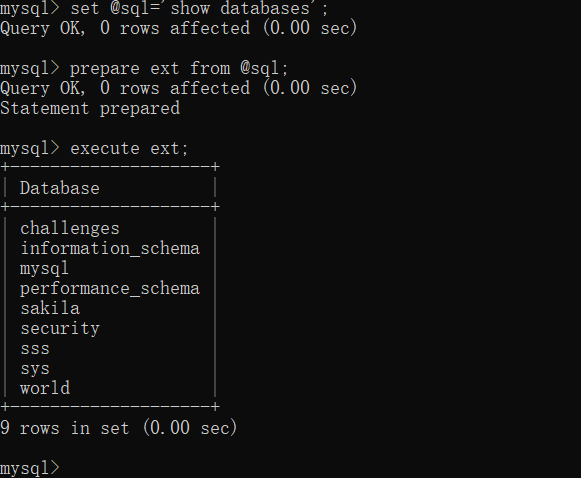 mysql> set @sql='show databases';
Query OK, 0 rows affected (0.00 sec)
mysql> prepare ext from @sql;
Query OK, 0 rows affected (0.00 sec)
Statement prepared
mysql> execute ext;
+--------------------+
| Database           |
+--------------------+
| challenges         |
| information_schema |
| mysql              |
| performance_schema |
| sakila             |
| security           |
| sss                |
| sys                |
| world              |
+--------------------+
9 rows in set (0.00 sec)
mysql>